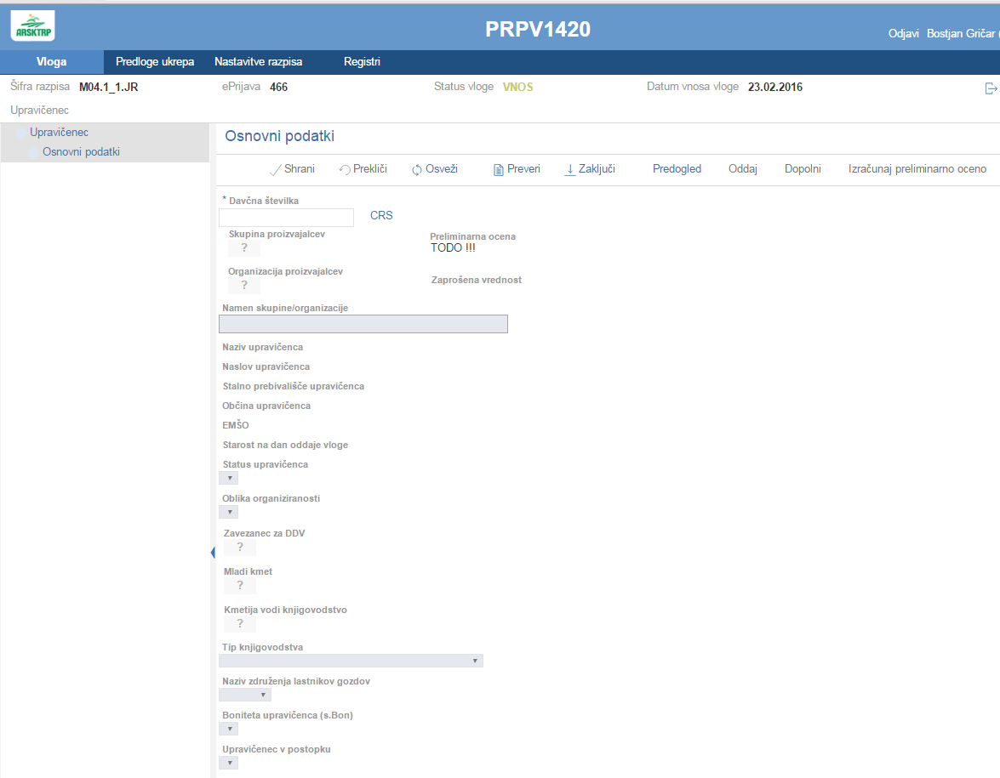 ARSKTRP
PRPV1420
Odjavi Bostjan Gričar (
Vloga Predloge ukrepa Nastavitve razpisa Registri
Šifra razpisa M04.1_1.JR ePrijava 466 Status vloge VNOS Datum vnosa vloge 23.02.2016
Upravičenec
Upravičenec
Osnovni podatki
Osnovni podatki
Shrani Prekliči Osveži Preveri Zaključi Predogled Oddaj Dopolni Izračunaj preliminarno oceno
* Davčna številka
CRS
Skupina proizvajalcev
?
Preliminarna ocena
TODO !!!
Organizacija proizvajalcev
?
Zaprošena vrednost
Namen skupine/organizacije
Naziv upravičenca
Naslov upravičenca
Stalno prebivališče upravičenca
Občina upravičenca
EMŠO
Starost na dan oddaje vloge
Status upravičenca
Oblika organiziranosti
Zavezanec za DDV
?
Mladi kmet
?
Kmetija vodi knjigovodstvo
?
Tip knjigovodstva
Naziv združenja lastnikov gozdov
Boniteta upravičenca (s.Bon)
Upravičenec v postopku